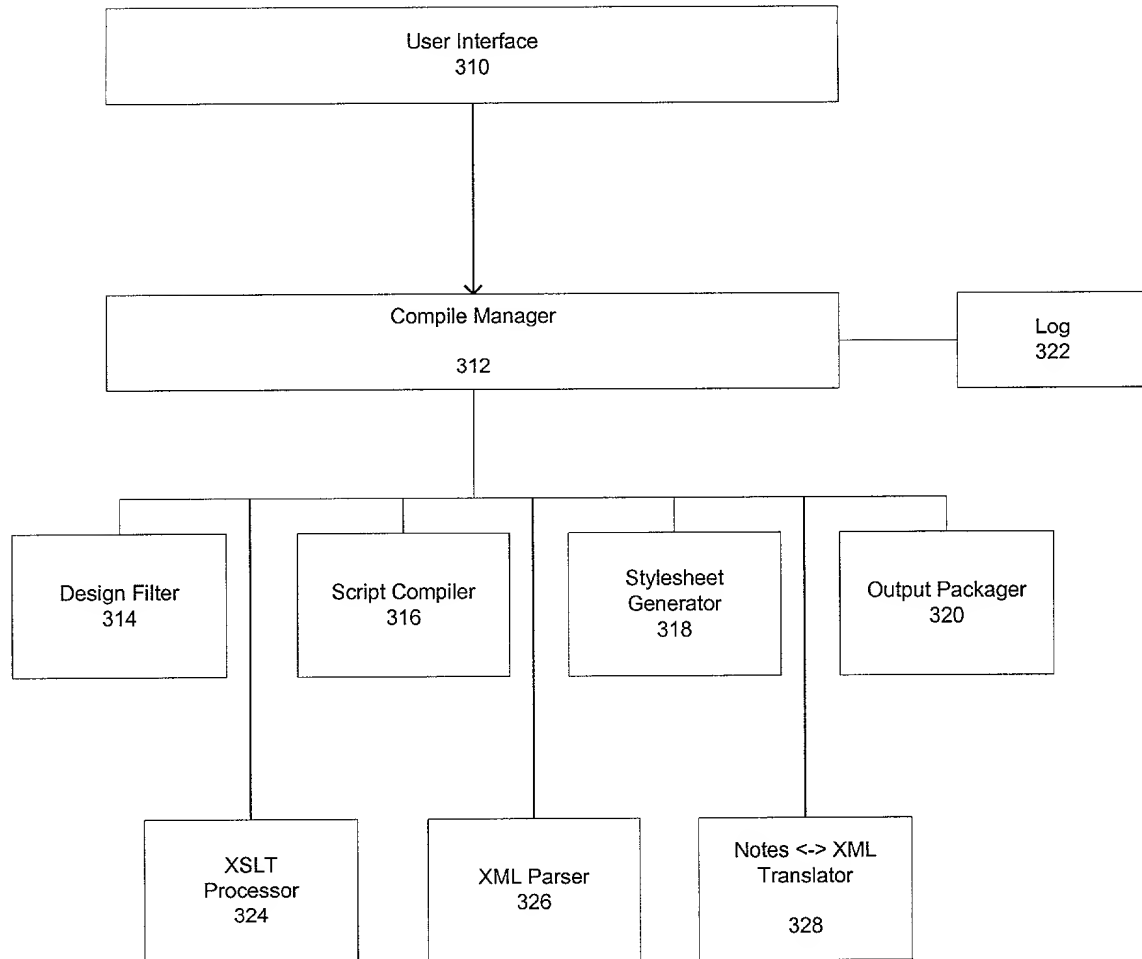 User Interface
310
Compile Manager
312
Log
322
Design Filter
314
Script Compiler
316
Stylesheet
Generator
318
Output Packager
320
XSLT
Processor
324
XML Parser
326
Notes <-> XML
Translator
328